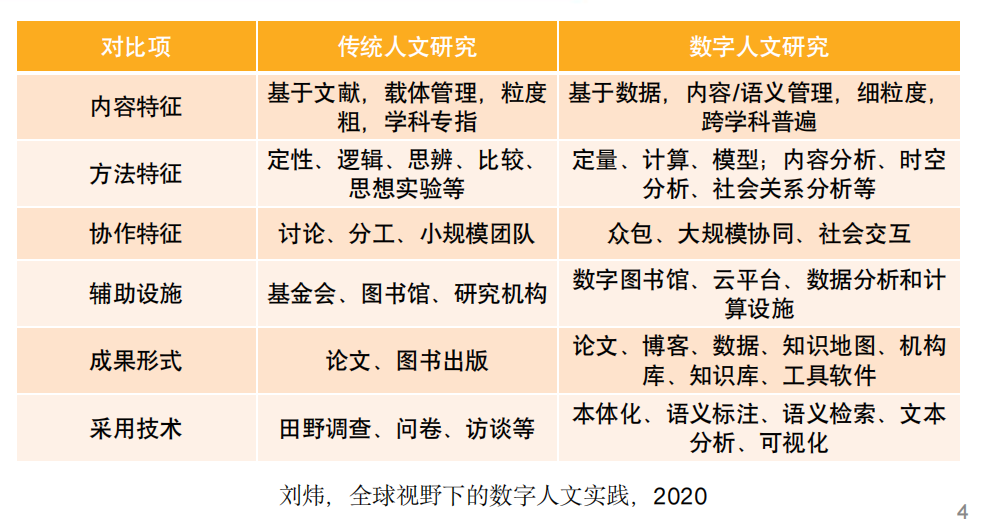 对比项 传统人文研究 数字人文研究
内容特征
基于文献，载体管理，粒度
粗，学科专指
基于数据，内容/语义管理，细粒度，
跨学科普遍
方法特征
定性、逻辑、思辨、比较、
思想实验等
定量、计算、模型；内容分析、时空
分析、社会关系分析等
协作特征 讨论、分工、小规模团队 众包、大规模协同、社会交互
辅助设施 基金会、图书馆、研究机构
数字图书馆、云平台、数据分析和计
算设施
成果形式 论文、图书出版
论文、博客、数据、知识地图、机构
库、知识库、工具软件
采用技术 田野调查、问卷、访谈等
本体化、语义标注、语义检索、文本
分析、可视化
刘炜，全球视野下的数字人文实践，2020
4